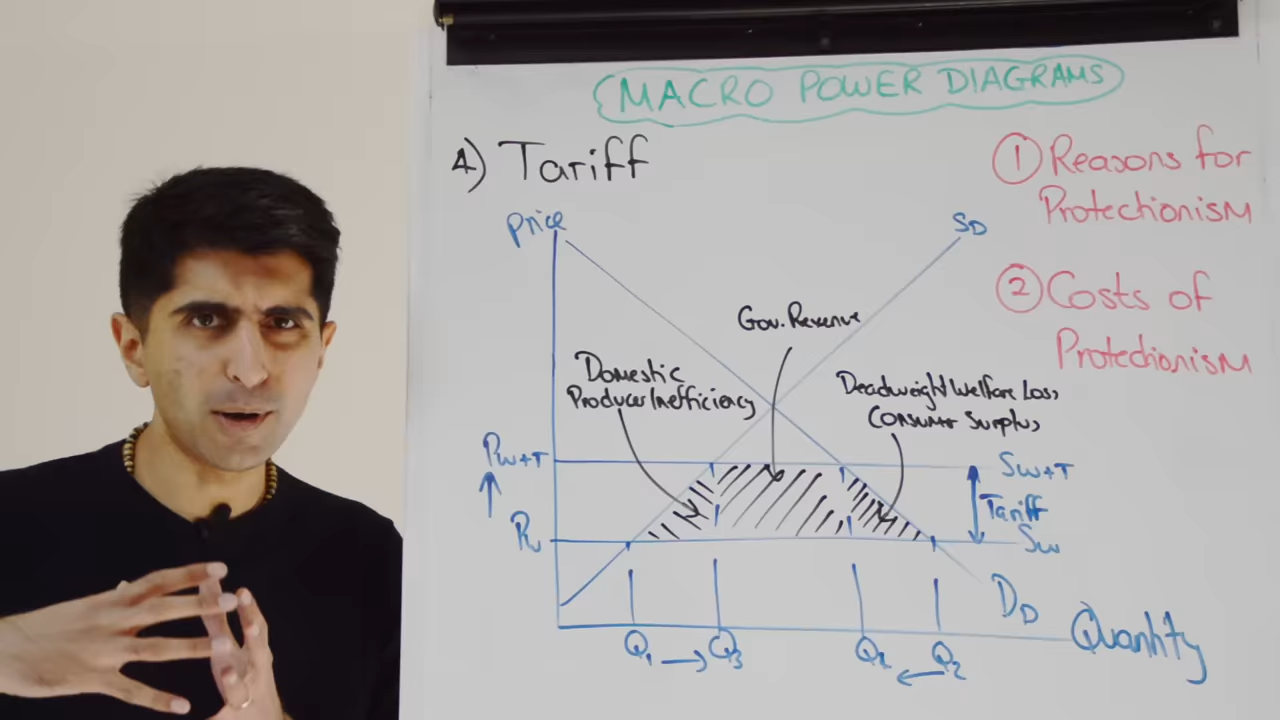 MACRO POWER DIAGRAMS
4) Tariff
① Reasons for
Protectionism
② Costs of
Protectionism
Price
SD
Gov. Revenue
Domestic
Producer Inefficiency
Deadweight Welfare Loss,
Consumer Surplus
PW+T
SW+T
Tariff
PW
SW
DD
Quantity
Q1 → Q3
← Q2